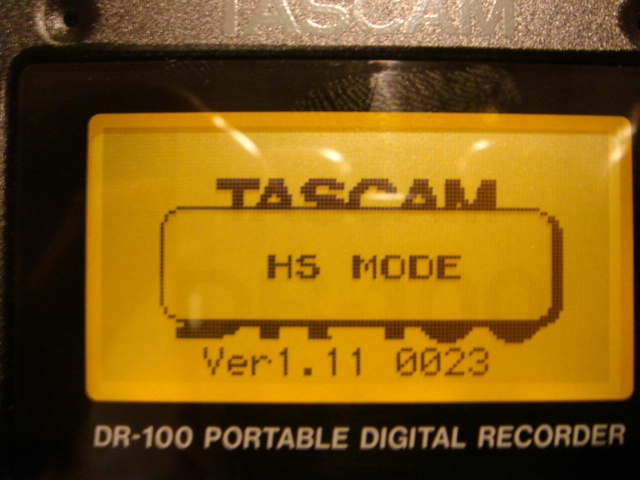 TASCAM
TASCAM
HS MODE
Ver1.11 0023
DR-100 PORTABLE DIGITAL RECORDER